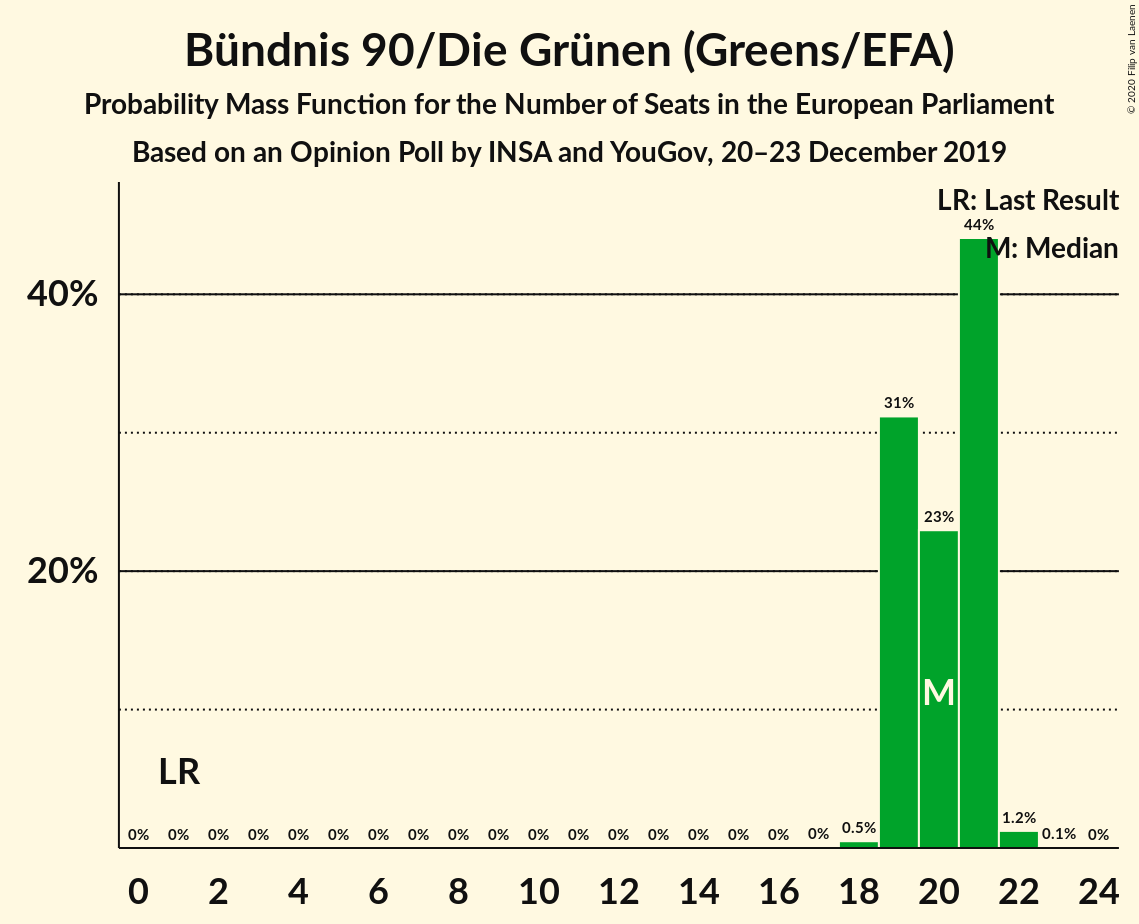 Bündnis 90/Die Grünen (Greens/EFA)
Probability Mass Function for the Number of Seats in the European Parliament
Based on an Opinion Poll by INSA and YouGov, 20–23 December 2019
© 2020 Filip van Laenen
LR: Last Result
M: Median
44%
40%
31%
23%
20%
M
LR
0% 0% 0% 0% 0% 0% 0% 0% 0% 0% 0% 0% 0% 0% 0% 0% 0% 0% 0.5% 1.2% 0.1% 0%
0 2 4 6 8 10 12 14 16 18 20 22 24